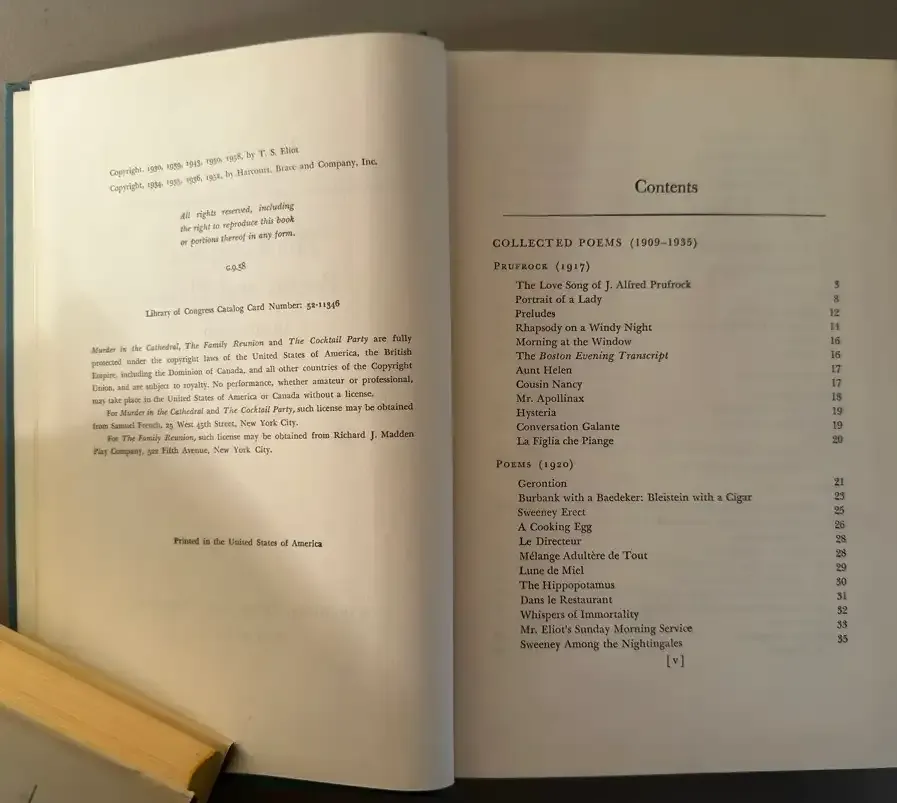 Copyright, 1930, 1939, 1943, 1950, 1958, by T. S. Eliot
Copyright, 1934, 1935, 1936, 1952, by Harcourt, Brace and Company, Inc.
All rights reserved, including
the right to reproduce this book
or portions thereof in any form.
G.9.58
Library of Congress Catalog Card Number: 52-11346
Murder in the Cathedral, The Family Reunion and The Cocktail Party are fully
protected under the copyright laws of the United States of America, the British
Empire, including the Dominion of Canada, and all other countries of the Copyright
Union, and are subject to royalty. No performance, whether amateur or professional,
may take place in the United States of America or Canada without a license.
For Murder in the Cathedral and The Cocktail Party, such license may be obtained
from Samuel French, 25 West 45th Street, New York City.
For The Family Reunion, such license may be obtained from Richard J. Madden
Play Company, 522 Fifth Avenue, New York City.
Printed in the United States of America
Contents
COLLECTED POEMS (1909–1935)
PRUFROCK (1917)
The Love Song of J. Alfred Prufrock 3
Portrait of a Lady 8
Preludes 12
Rhapsody on a Windy Night 14
Morning at the Window 16
The Boston Evening Transcript 16
Aunt Helen 17
Cousin Nancy 17
Mr. Apollinax 18
Hysteria 19
Conversation Galante 19
La Figlia che Piange 20
POEMS (1920)
Gerontion 21
Burbank with a Baedeker: Bleistein with a Cigar 23
Sweeney Erect 25
A Cooking Egg 26
Le Directeur 28
Mélange Adultère de Tout 28
Lune de Miel 29
The Hippopotamus 30
Dans le Restaurant 31
Whispers of Immortality 32
Mr. Eliot's Sunday Morning Service 33
Sweeney Among the Nightingales 35
[ v ]